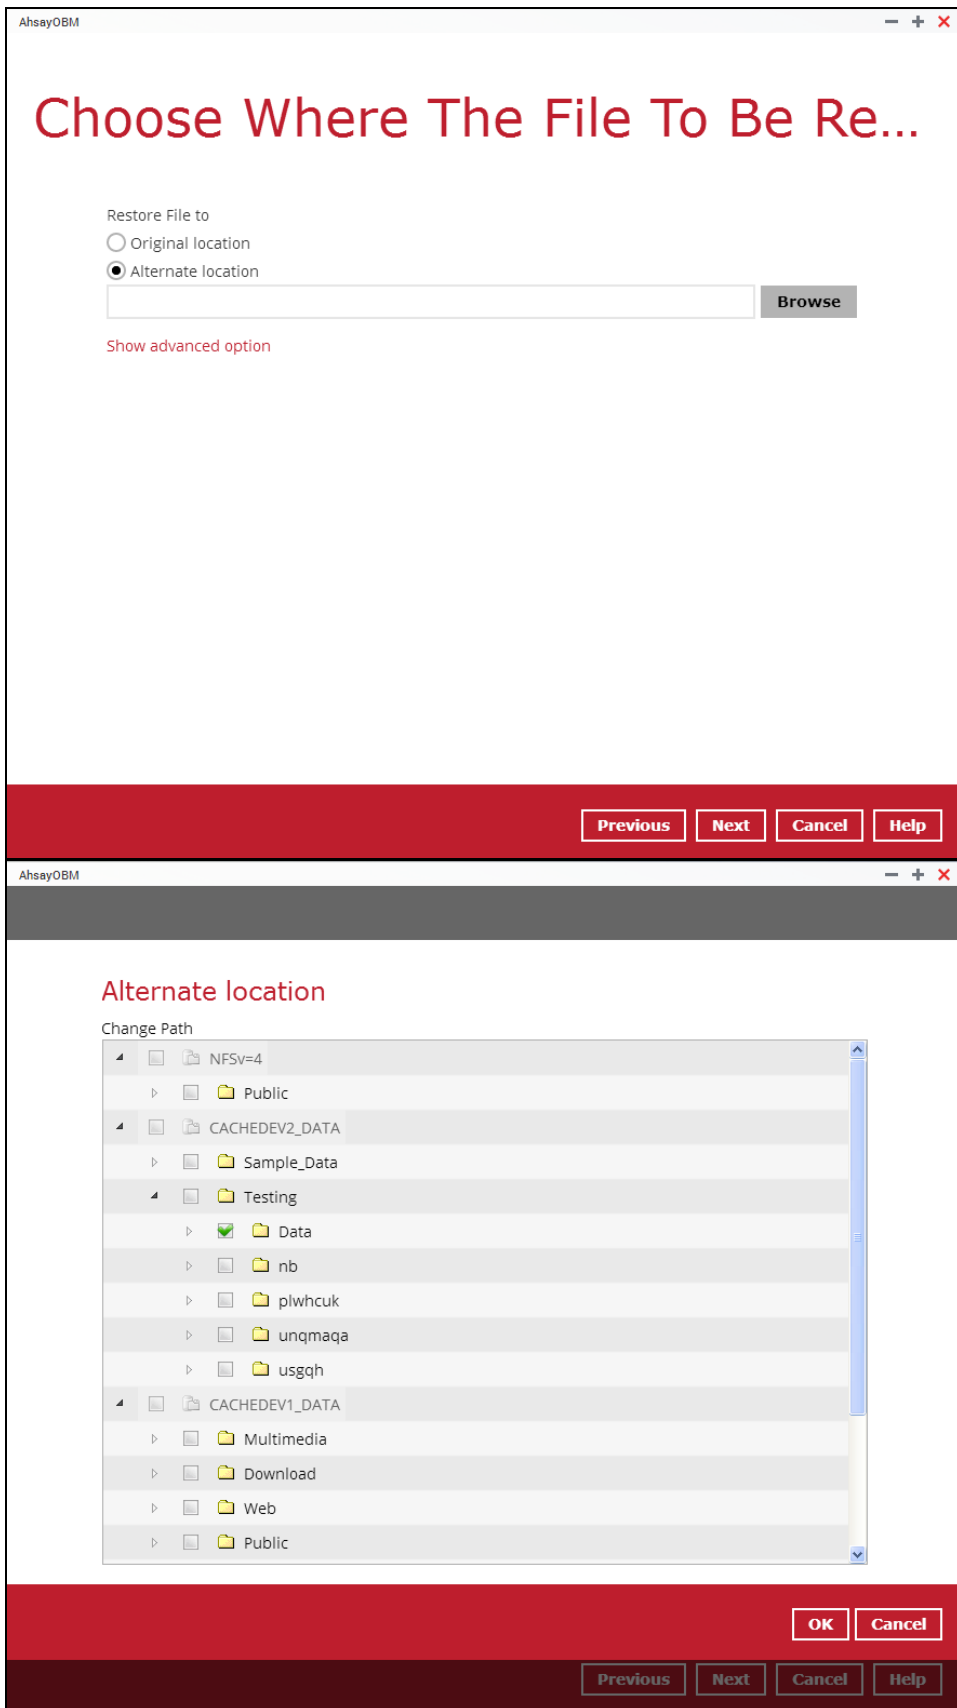 AhsayOBM
Choose Where The File To Be Re...
Restore File to
Original location
Alternate location
Browse
Show advanced option
Previous Next Cancel Help
AhsayOBM
Alternate location
Change Path
NFSv=4
Public
CACHEDEV2_DATA
Sample_Data
Testing
Data
nb
plwhcuk
unqmaqa
usgqh
CACHEDEV1_DATA
Multimedia
Download
Web
Public
OK Cancel
Previous Next Cancel Help